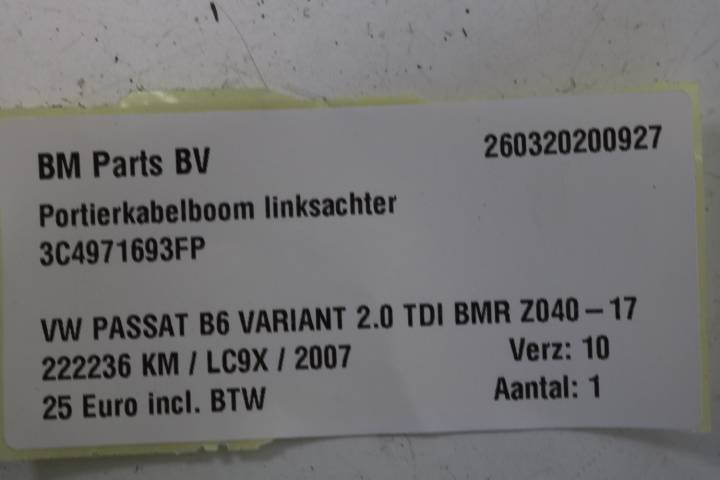 BM Parts BV 260320200927
Portierkabelboom linksachter
3C4971693FP
VW PASSAT B6 VARIANT 2.0 TDI BMR Z040-17
222236 KM / LC9X / 2007 Verz: 10
25 Euro incl. BTW Aantal: 1